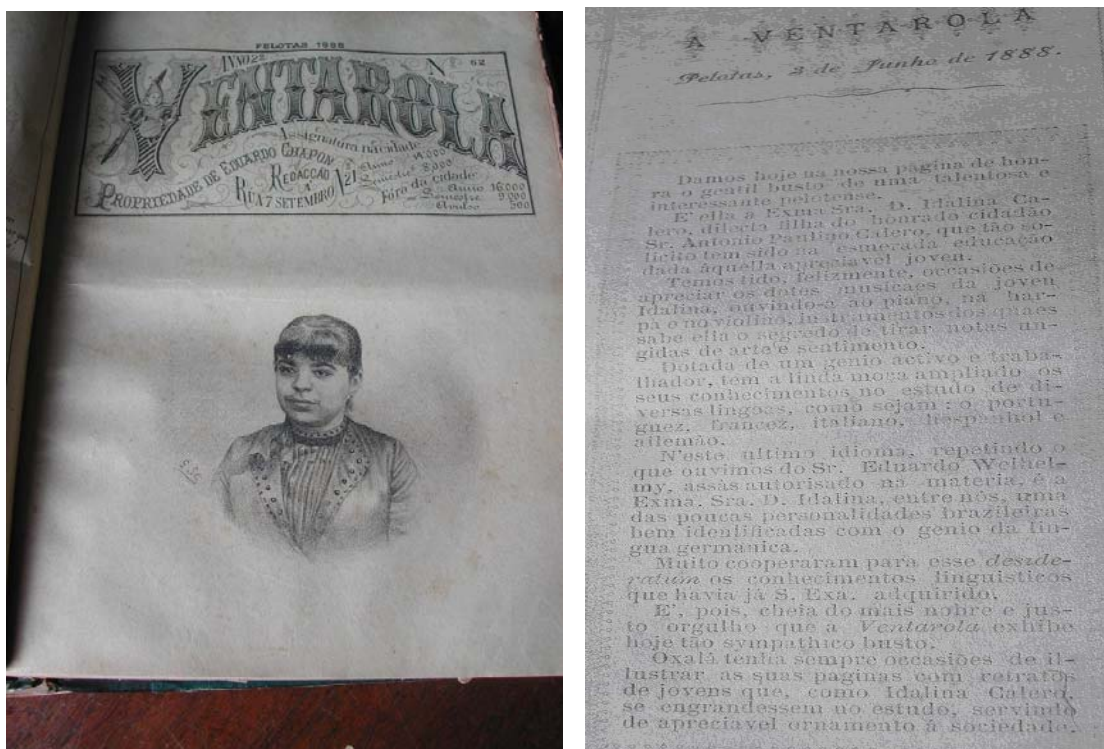 PELOTAS 1888
ANNO 2º
N 62
VENTAROLA
PROPRIEDADE DE EDUARDO CHAPON
REDACÇÃO
Á
RUA 7 SETEMBRO 121
Assignatura na cidade
Anno 14.000
Semestre 8,000
Fora da cidade
Anno 16.000
Semestre 9,000
Avulso 500
A VENTAROLA
Pelotas, 3 de Junho de 1888.
Damos hoje na nossa pagina de hon-
ra o gentil busto de uma talentosa e
interessante pelotense.
E' ella a Exma Sra. D. Idalina Ca-
lero, dilecta filha do honrado cidadão
Sr. Antonio Paulino Calero, que tão so-
licito tem sido na esmerada educação
dada áquella apreciavel joven.
Temos tido, felizmente, occasiões de
apreciar os dotes musicaes da joven
Idalina, ouvindo-a ao piano, na har-
pa e no violino, instrumentos dos quaes
sabe ella o segredo de tirar notas un-
gidas de arte e sentimento.
Dotada de um genio activo e traba-
lhador, tem a linda moça ampliado os
seus conhecimentos no estudo de di-
versas lingoas, como sejam: o portu-
guez, francez, italiano, hespanhol e
allemão.
N'este ultimo idioma, repetindo o
que ouvimos do Sr. Eduardo Weihel-
my, assás autorisado na materia, é a
Exma. Sra. D. Idalina, entre nós, uma
das poucas personalidades brazileiras
bem identificadas com o genio da lin-
gua germanica.
Muito cooperaram para esse deside-
ratum os conhecimentos linguisticos
que havia já S. Exa. adquirido.
E', pois, cheia do mais nobre e jus-
to orgulho que a Ventarola exhibe
hoje tão sympathico busto.
Oxalá tenha sempre occasiões de il-
lustrar as suas paginas com retratos
de jovens que, como Idalina Calero,
se engrandessem no estudo, servindo
de apreciavel ornamento á sociedade.